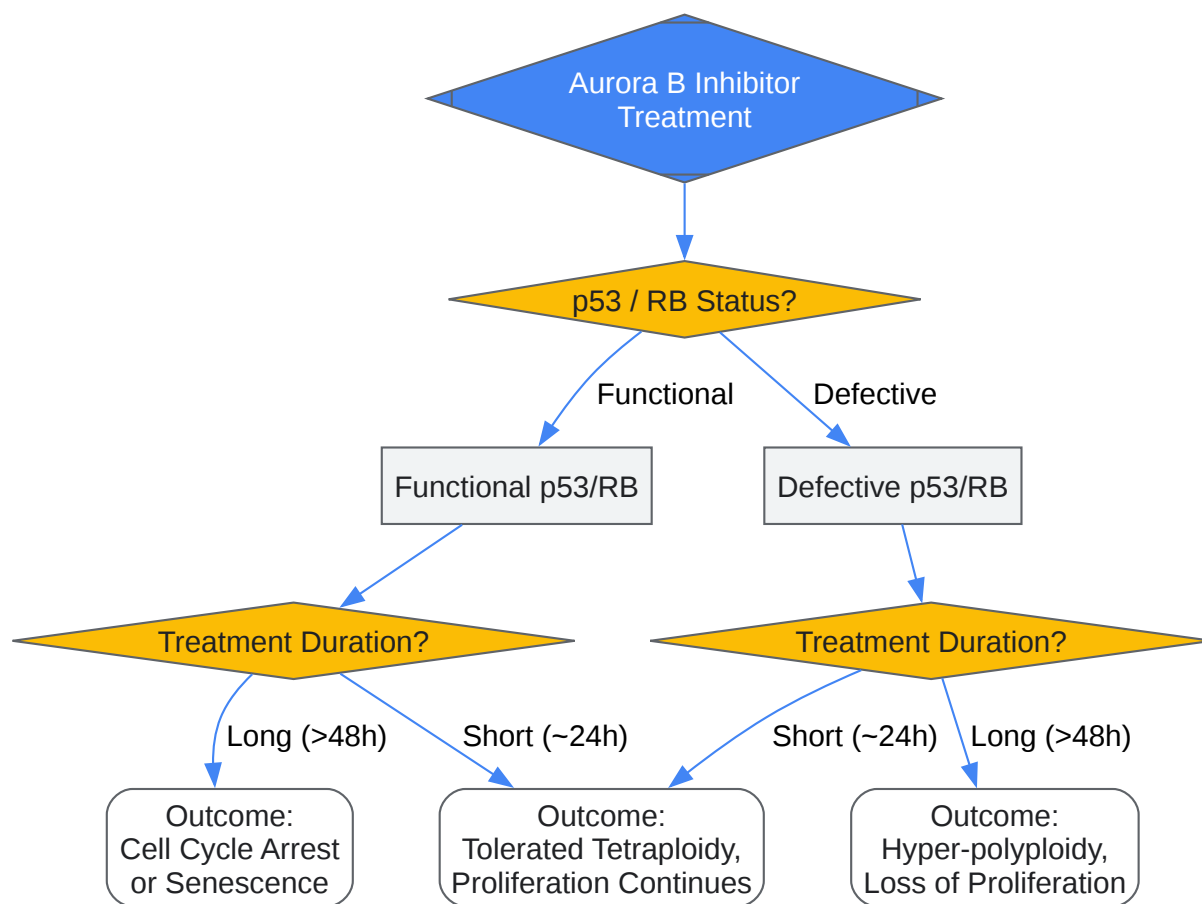 Aurora B Inhibitor
Treatment
p53 / RB Status?
Functional
Defective
Functional p53/RB
Defective p53/RB
Treatment Duration?
Treatment Duration?
Long (>48h)
Short (~24h)
Short (~24h)
Long (>48h)
Outcome:
Cell Cycle Arrest
or Senescence
Outcome:
Tolerated Tetraploidy,
Proliferation Continues
Outcome:
Hyper-polyploidy,
Loss of Proliferation